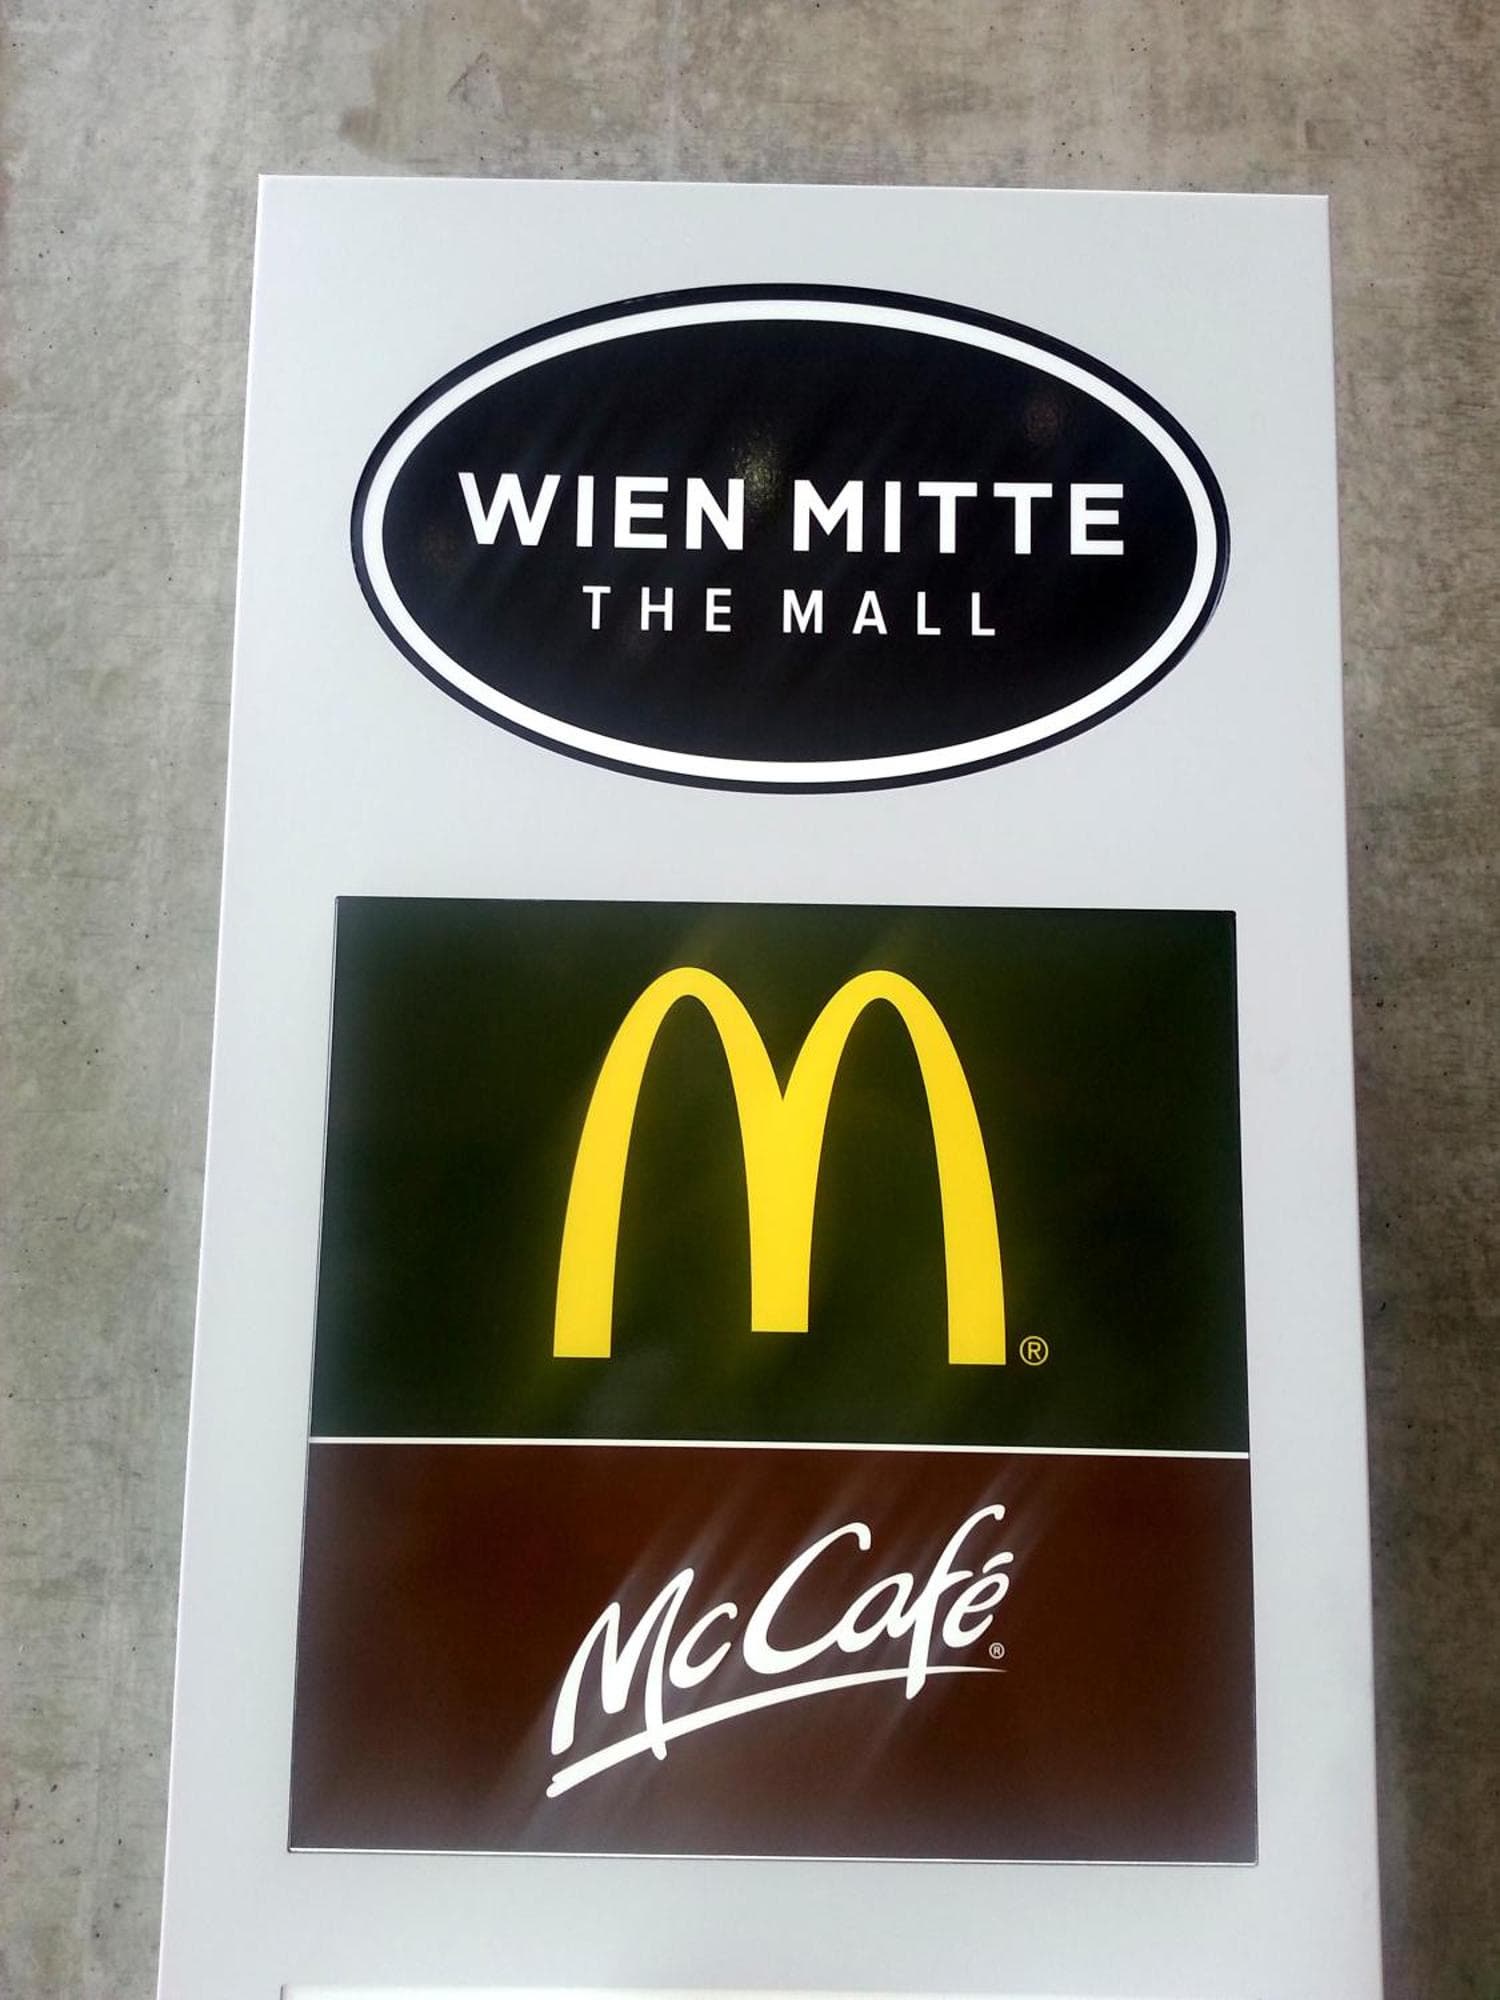 WIEN MITTE
THE MALL
®
McCafé
®